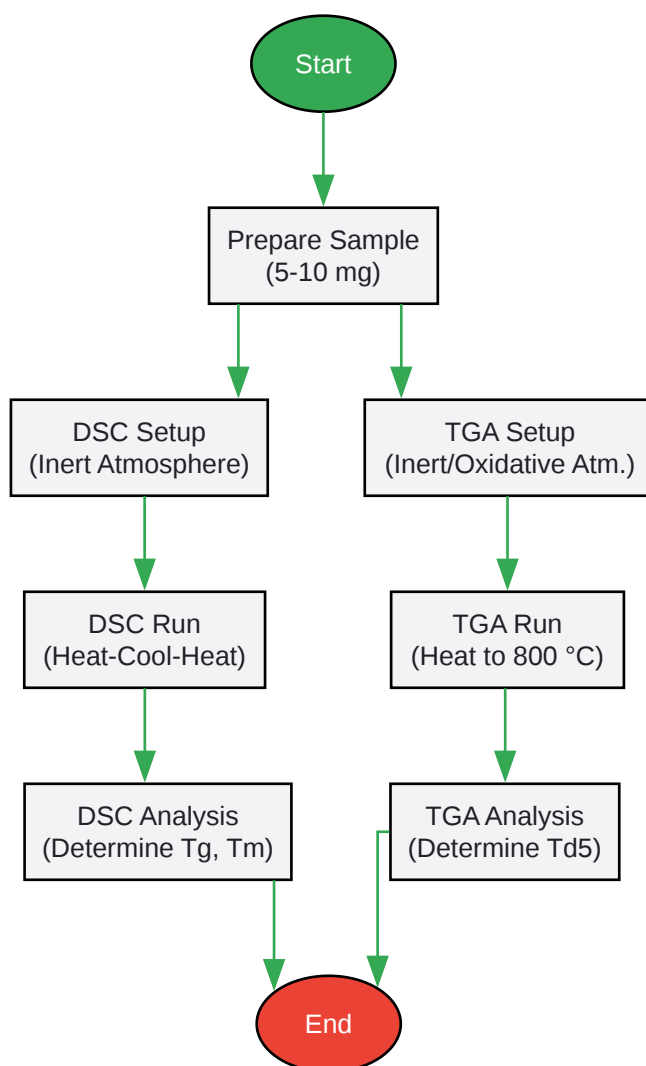 Start
Prepare Sample
(5-10 mg)
DSC Setup
(Inert Atmosphere)
TGA Setup
(Inert/Oxidative Atm.)
DSC Run
(Heat-Cool-Heat)
TGA Run
(Heat to 800 °C)
DSC Analysis
(Determine Tg, Tm)
TGA Analysis
(Determine Td5)
End